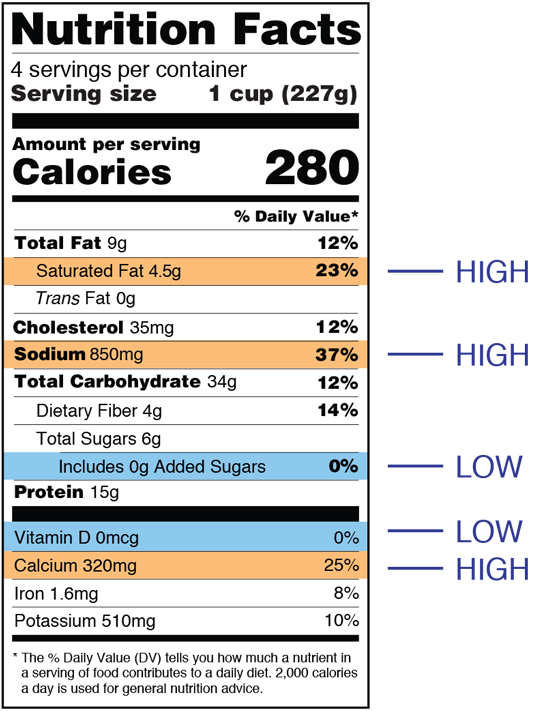 Nutrition Facts
4 servings per container
Serving size 1 cup (227g)
Amount per serving
Calories 280
% Daily Value*
Total Fat 9g 12%
Saturated Fat 4.5g 23% HIGH
Trans Fat 0g
Cholesterol 35mg 12%
Sodium 850mg 37% HIGH
Total Carbohydrate 34g 12%
Dietary Fiber 4g 14%
Total Sugars 6g
Includes 0g Added Sugars 0% LOW
Protein 15g
Vitamin D 0mcg 0% LOW
Calcium 320mg 25% HIGH
Iron 1.6mg 8%
Potassium 510mg 10%
* The % Daily Value (DV) tells you how much a nutrient in
a serving of food contributes to a daily diet. 2,000 calories
a day is used for general nutrition advice.